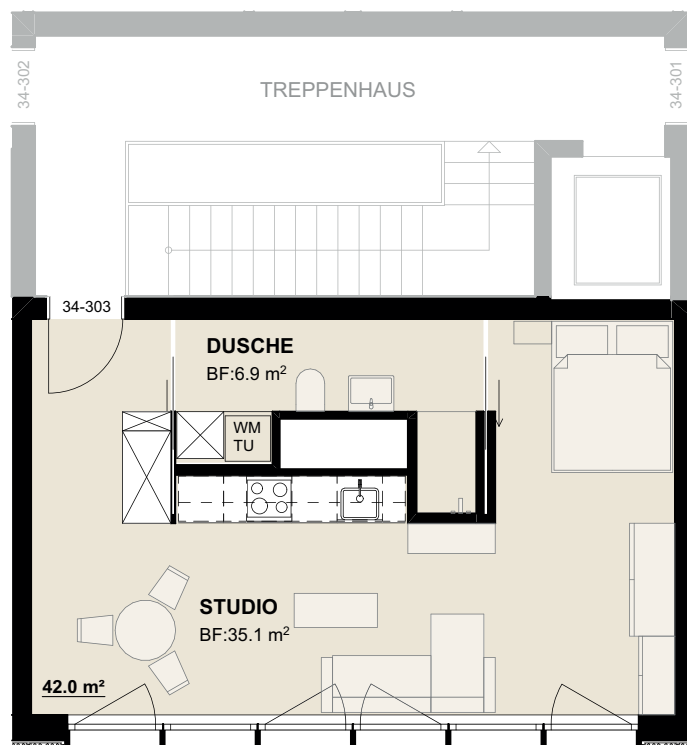 TREPPENHAUS
34-302
34-301
34-303
DUSCHE
BF:6.9 m²
WM
TU
STUDIO
BF:35.1 m²
42.0 m²